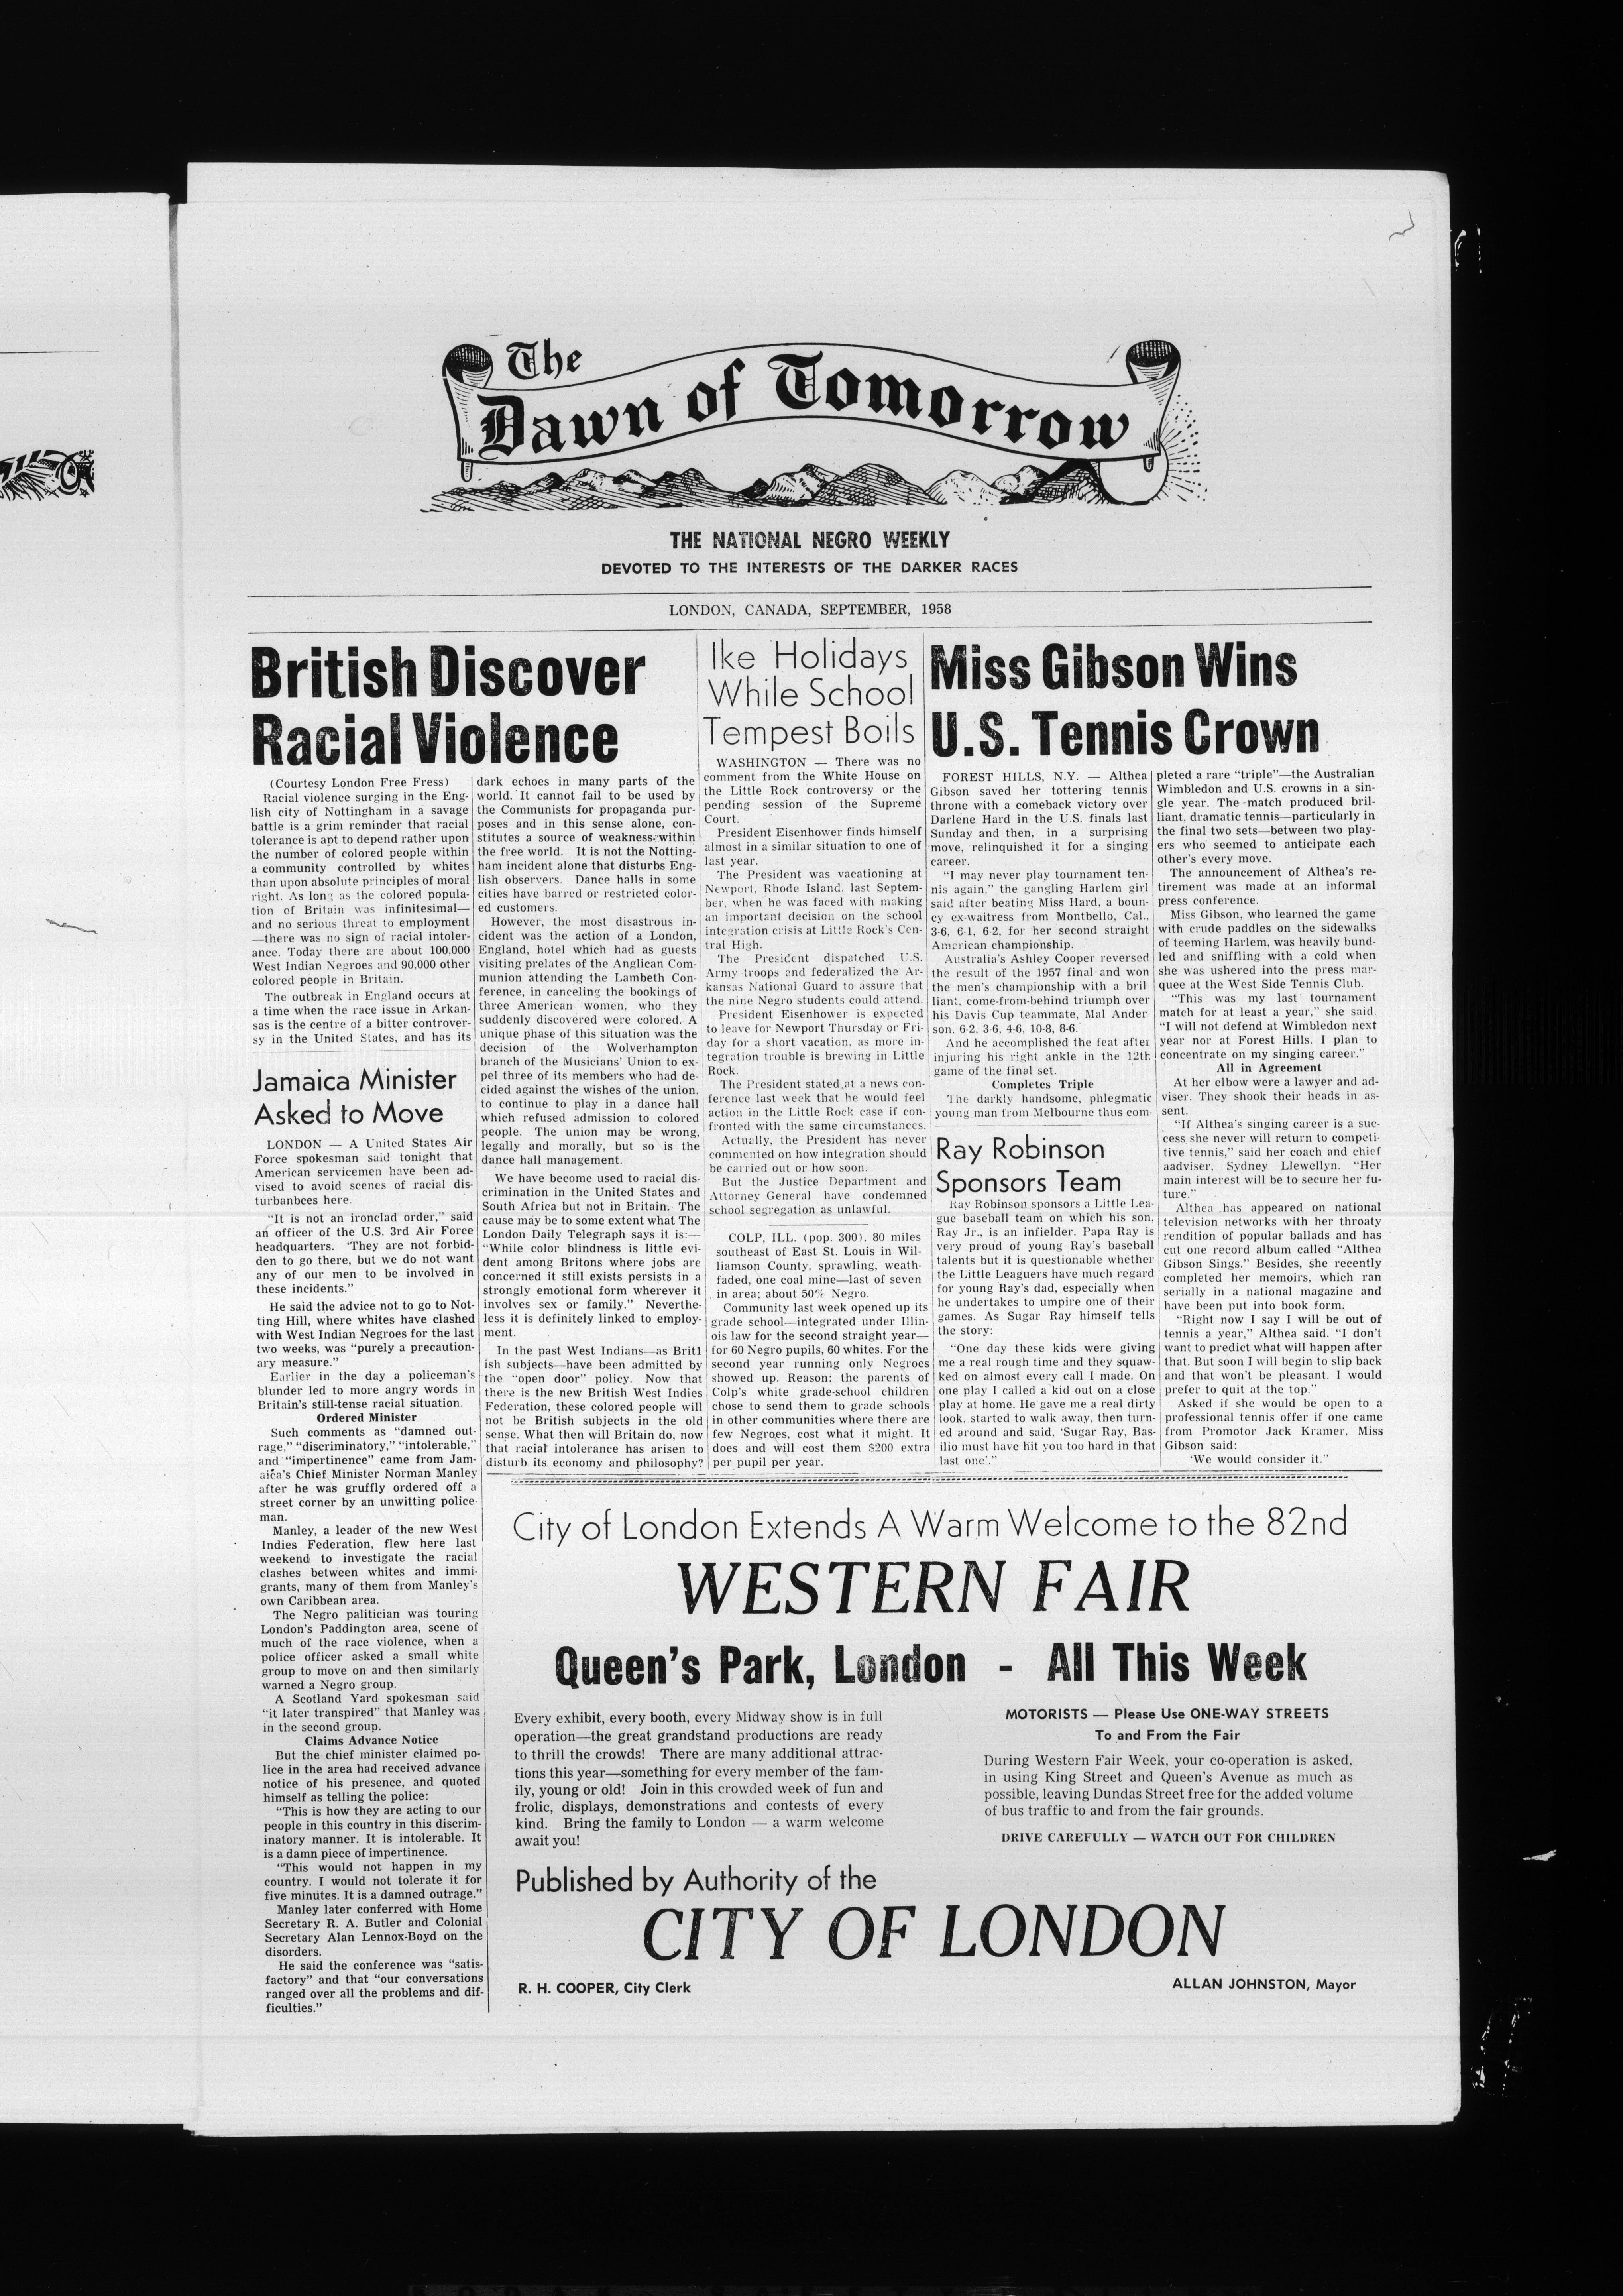 The
Dawn of Tomorrow
THE NATIONAL NEGRO WEEKLY
DEVOTED TO THE INTERESTS OF THE DARKER RACES
LONDON, CANADA, SEPTEMBER, 1958
British Discover
Racial Violence
(Courtesy London Free Press)
Racial violence surging in the Eng-
lish city of Nottingham in a savage
battle is a grim reminder that racial
tolerance is apt to depend rather upon
the number of colored people within
a community controlled by whites
than upon absolute principles of moral
right. As long as the colored popula-
tion of Britain was infinitesimal—
and no serious threat to employment
—there was no sign of racial intoler-
ance. Today there are about 100,000
West Indian Negroes and 90,000 other
colored people in Britain.
The outbreak in England occurs at
a time when the race issue in Arkan-
sas is the centre of a bitter controver-
sy in the United States, and has its
dark echoes in many parts of the
world. It cannot fail to be used by
the Communists for propaganda pur-
poses and in this sense alone, con-
stitutes a source of weakness within
the free world. It is not the Notting-
ham incident alone that disturbs Eng-
lish observers. Dance halls in some
cities have barred or restricted color-
ed customers.
However, the most disastrous in-
cident was the action of a London,
England, hotel which had as guests
visiting prelates of the Anglican Com-
munion attending the Lambeth Con-
ference, in canceling the bookings of
three American women, who they
suddenly discovered were colored. A
unique phase of this situation was the
decision of the Wolverhampton
branch of the Musicians' Union to ex-
pel three of its members who had de-
cided against the wishes of the union,
to continue to play in a dance hall
which refused admission to colored
people. The union may be wrong,
legally and morally, but so is the
dance hall management.
We have become used to racial dis-
crimination in the United States and
South Africa but not in Britain. The
cause may be to some extent what The
London Daily Telegraph says it is:—
"While color blindness is little evi-
dent among Britons where jobs are
concerned it still exists persists in a
strongly emotional form wherever it
involves sex or family." Neverthe-
less it is definitely linked to employ-
ment.
In the past West Indians—as Britl
ish subjects—have been admitted by
the "open door" policy. Now that
there is the new British West Indies
Federation, these colored people will
not be British subjects in the old
sense. What then will Britain do, now
that racial intolerance has arisen to
disturb its economy and philosophy?
Jamaica Minister
Asked to Move
LONDON — A United States Air
Force spokesman said tonight that
American servicemen have been ad-
vised to avoid scenes of racial dis-
turbanbces here.
"It is not an ironclad order," said
an officer of the U.S. 3rd Air Force
headquarters. 'They are not forbid-
den to go there, but we do not want
any of our men to be involved in
these incidents."
He said the advice not to go to Not-
ting Hill, where whites have clashed
with West Indian Negroes for the last
two weeks, was "purely a precaution-
ary measure."
Earlier in the day a policeman's
blunder led to more angry words in
Britain's still-tense racial situation.
Ordered Minister
Such comments as "damned out-
rage," "discriminatory," "intolerable,"
and "impertinence" came from Jam-
aica's Chief Minister Norman Manley
after he was gruffly ordered off a
street corner by an unwitting police-
man.
Manley, a leader of the new West
Indies Federation, flew here last
weekend to investigate the racial
clashes between whites and immi-
grants, many of them from Manley's
own Caribbean area.
The Negro palitician was touring
London's Paddington area, scene of
much of the race violence, when a
police officer asked a small white
group to move on and then similarly
warned a Negro group.
A Scotland Yard spokesman said
"it later transpired" that Manley was
in the second group.
Claims Advance Notice
But the chief minister claimed po-
lice in the area had received advance
notice of his presence, and quoted
himself as telling the police:
"This is how they are acting to our
people in this country in this discrim-
inatory manner. It is intolerable. It
is a damn piece of impertinence.
"This would not happen in my
country. I would not tolerate it for
five minutes. It is a damned outrage."
Manley later conferred with Home
Secretary R. A. Butler and Colonial
Secretary Alan Lennox-Boyd on the
disorders.
He said the conference was "satis-
factory" and that "our conversations
ranged over all the problems and dif-
ficulties."
Ike Holidays
While School
Tempest Boils
WASHINGTON — There was no
comment from the White House on
the Little Rock controversy or the
pending session of the Supreme
Court.
President Eisenhower finds himself
almost in a similar situation to one of
last year.
The President was vacationing at
Newport, Rhode Island, last Septem-
ber, when he was faced with making
an important decision on the school
integration crisis at Little Rock's Cen-
tral High.
The President dispatched U.S.
Army troops and federalized the Ar-
kansas National Guard to assure that
the nine Negro students could attend.
President Eisenhower is expected
to leave for Newport Thursday or Fri-
day for a short vacation, as more in-
tegration trouble is brewing in Little
Rock.
The President stated at a news con-
ference last week that he would feel
action in the Little Rock case if con-
fronted with the same circumstances.
Actually, the President has never
commented on how integration should
be carried out or how soon.
But the Justice Department and
Attorney General have condemned
school segregation as unlawful.
COLP, ILL. (pop. 300), 80 miles
southeast of East St. Louis in Wil-
liamson County, sprawling, weath-
faded, one coal mine—last of seven
in area; about 50% Negro.
Community last week opened up its
grade school—integrated under Illin-
ois law for the second straight year—
for 60 Negro pupils, 60 whites. For the
second year running only Negroes
showed up. Reason: the parents of
Colp's white grade-school children
chose to send them to grade schools
in other communities where there are
few Negroes, cost what it might. It
does and will cost them $200 extra
per pupil per year.
Miss Gibson Wins
U.S. Tennis Crown
FOREST HILLS, N.Y. — Althea
Gibson saved her tottering tennis
throne with a comeback victory over
Darlene Hard in the U.S. finals last
Sunday and then, in a surprising
move, relinquished it for a singing
career.
"I may never play tournament ten-
nis again," the gangling Harlem girl
said after beating Miss Hard, a boun-
cy ex-waitress from Montbello, Cal.,
3-6, 6-1, 6-2, for her second straight
American championship.
Australia's Ashley Cooper reversed
the result of the 1957 final and won
the men's championship with a bril
liant, come-from-behind triumph over
his Davis Cup teammate, Mal Ander
son, 6-2, 3-6, 4-6, 10-8, 8-6.
And he accomplished the feat after
injuring his right ankle in the 12th
game of the final set.
Completes Triple
The darkly handsome, phlegmatic
young man from Melbourne thus com-
pleted a rare "triple"—the Australian
Wimbledon and U.S. crowns in a sin-
gle year. The match produced bril-
liant, dramatic tennis—particularly in
the final two sets—between two play-
ers who seemed to anticipate each
other's every move.
The announcement of Althea's re-
tirement was made at an informal
press conference.
Miss Gibson, who learned the game
with crude paddles on the sidewalks
of teeming Harlem, was heavily bund-
led and sniffling with a cold when
she was ushered into the press mar-
quee at the West Side Tennis Club.
"This was my last tournament
match for at least a year," she said.
"I will not defend at Wimbledon next
year nor at Forest Hills. I plan to
concentrate on my singing career."
All in Agreement
At her elbow were a lawyer and ad-
viser. They shook their heads in as-
sent.
"If Althea's singing career is a suc-
cess she never will return to competi-
tive tennis," said her coach and chief
aadviser, Sydney Llewellyn. "Her
main interest will be to secure her fu-
ture."
Althea has appeared on national
television networks with her throaty
rendition of popular ballads and has
cut one record album called "Althea
Gibson Sings." Besides, she recently
completed her memoirs, which ran
serially in a national magazine and
have been put into book form.
"Right now I say I will be out of
tennis a year," Althea said. "I don't
want to predict what will happen after
that. But soon I will begin to slip back
and that won't be pleasant. I would
prefer to quit at the top."
Asked if she would be open to a
professional tennis offer if one came
from Promotor Jack Kramer, Miss
Gibson said:
'We would consider it."
Ray Robinson
Sponsors Team
Ray Robinson sponsors a Little Lea-
gue baseball team on which his son,
Ray Jr., is an infielder. Papa Ray is
very proud of young Ray's baseball
talents but it is questionable whether
the Little Leaguers have much regard
for young Ray's dad, especially when
he undertakes to umpire one of their
games. As Sugar Ray himself tells
the story:
"One day these kids were giving
me a real rough time and they squaw-
ked on almost every call I made. On
one play I called a kid out on a close
play at home. He gave me a real dirty
look, started to walk away, then turn-
ed around and said, 'Sugar Ray, Bas-
ilio must have hit you too hard in that
last one'."
City of London Extends A Warm Welcome to the 82nd
WESTERN FAIR
Queen's Park, London - All This Week
Every exhibit, every booth, every Midway show is in full
operation—the great grandstand productions are ready
to thrill the crowds! There are many additional attrac-
tions this year—something for every member of the fam-
ily, young or old! Join in this crowded week of fun and
frolic, displays, demonstrations and contests of every
kind. Bring the family to London — a warm welcome
await you!
MOTORISTS — Please Use ONE-WAY STREETS
To and From the Fair
During Western Fair Week, your co-operation is asked,
in using King Street and Queen's Avenue as much as
possible, leaving Dundas Street free for the added volume
of bus traffic to and from the fair grounds.
DRIVE CAREFULLY — WATCH OUT FOR CHILDREN
Published by Authority of the
CITY OF LONDON
R. H. COOPER, City Clerk
ALLAN JOHNSTON, Mayor